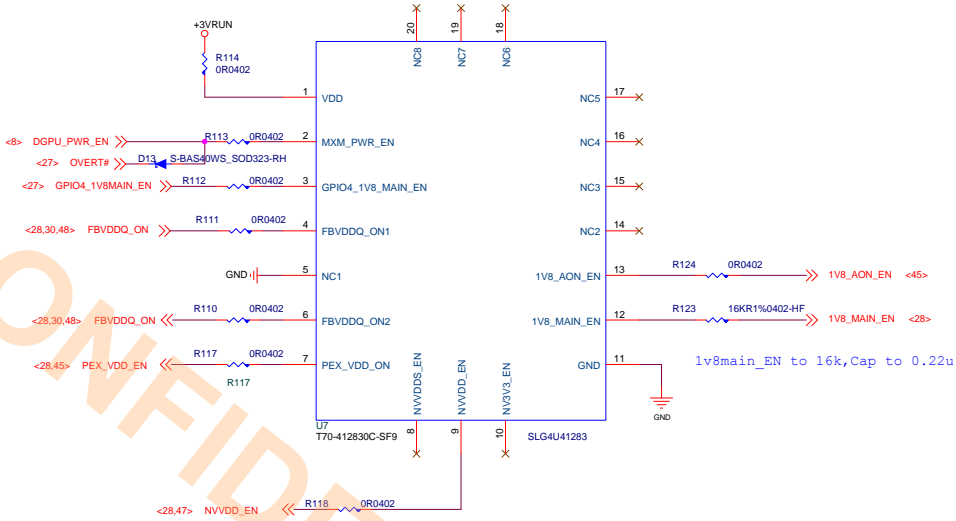 +3VRUN
R114
0R0402
20
19
18
NC8
NC7
NC6
1
VDD
NC5
17
<8> DGPU_PWR_EN
R113
0R0402
2
MXM_PWR_EN
NC4
16
<27> OVERT#
D13
S-BAS40WS_SOD323-RH
<27> GPIO4_1V8MAIN_EN
R112
0R0402
3
GPIO4_1V8_MAIN_EN
NC3
15
<28,30,48> FBVDDQ_ON
R111
0R0402
4
FBVDDQ_ON1
NC2
14
GND
5
NC1
1V8_AON_EN
13
R124
0R0402
1V8_AON_EN <45>
<28,30,48> FBVDDQ_ON
R110
0R0402
6
FBVDDQ_ON2
1V8_MAIN_EN
12
R123
16KR1%0402-HF
1V8_MAIN_EN <28>
<28,45> PEX_VDD_EN
R117
0R0402
7
PEX_VDD_ON
GND
11
1v8main_EN to 16k,Cap to 0.22u
R117
NVVDDS_EN
NVVDD_EN
NV3V3_EN
GND
U7
T70-412830C-SF9
8
9
10
SLG4U41283
<28,47> NVVDD_EN
R118
0R0402